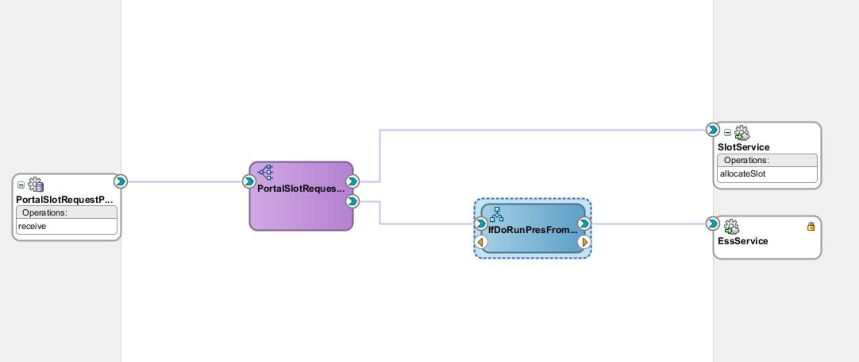 PortalSlotRequestP...
Operations:
receive
PortalSlotReques...
IfDoRunPresFrom...
SlotService
Operations:
allocateSlot
EssService